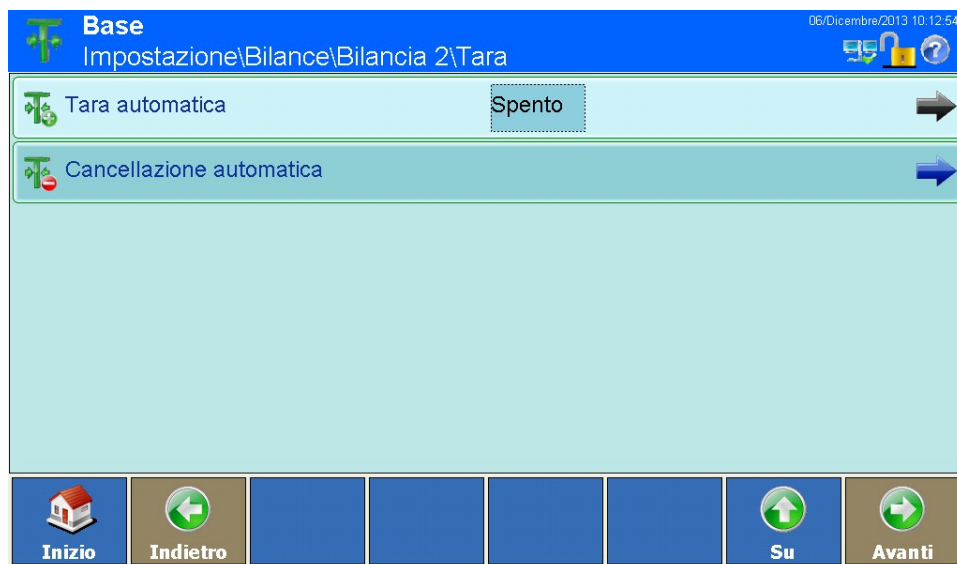 06/Dicembre/2013 10:12:54
Base
Impostazione\Bilance\Bilancia 2\Tara
Tara automatica Spento
Cancellazione automatica
Inizio Indietro Su Avanti